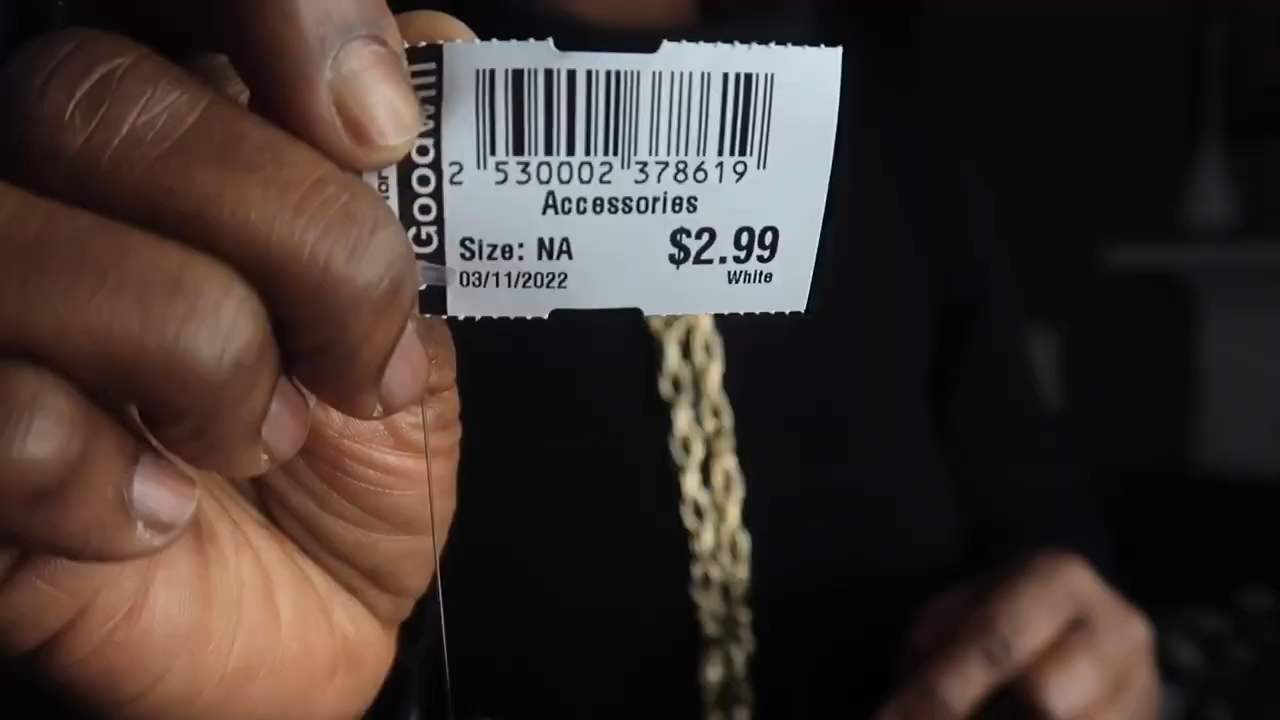 Goodwill
2 530002 378619
Accessories
Size: NA $2.99
03/11/2022 White